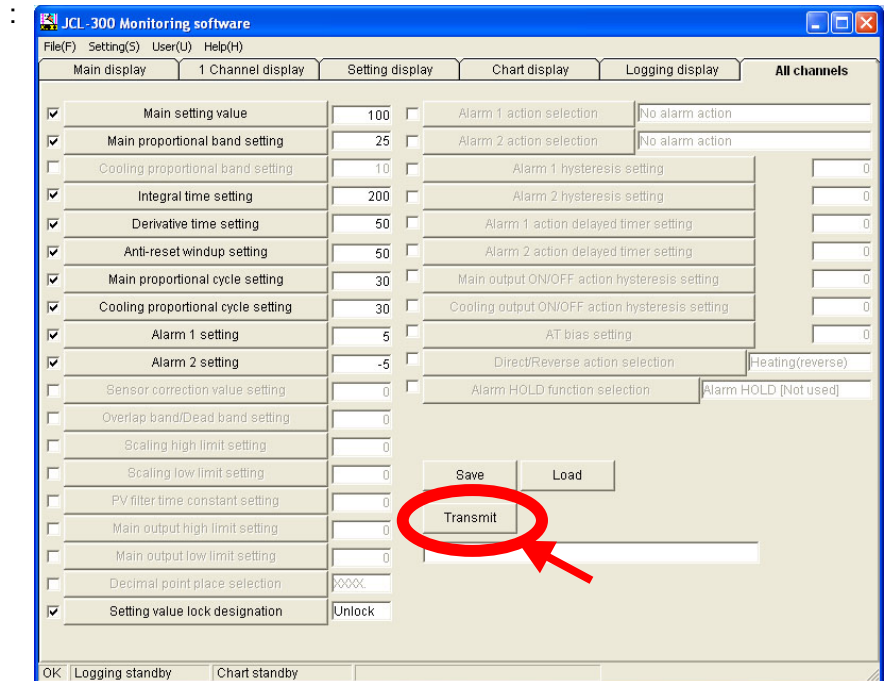 :
JCL-300 Monitoring software
File(F) Setting(S) User(U) Help(H)
Main display 1 Channel display Setting display Chart display Logging display All channels
Main setting value 100
Main proportional band setting 25
Cooling proportional band setting 10
Integral time setting 200
Derivative time setting 50
Anti-reset windup setting 50
Main proportional cycle setting 30
Cooling proportional cycle setting 30
Alarm 1 setting 5
Alarm 2 setting -5
Sensor correction value setting 0
Overlap band/Dead band setting 0
Scaling high limit setting 0
Scaling low limit setting 0
PV filter time constant setting 0
Main output high limit setting 0
Main output low limit setting 0
Decimal point place selection XXXX.
Setting value lock designation Unlock
Alarm 1 action selection No alarm action
Alarm 2 action selection No alarm action
Alarm 1 hysteresis setting 0
Alarm 2 hysteresis setting 0
Alarm 1 action delayed timer setting 0
Alarm 2 action delayed timer setting 0
Main output ON/OFF action hysteresis setting 0
Cooling output ON/OFF action hysteresis setting 0
AT bias setting 0
Direct/Reverse action selection Heating(reverse)
Alarm HOLD function selection Alarm HOLD [Not used]
Save Load
Transmit
OK Logging standby Chart standby